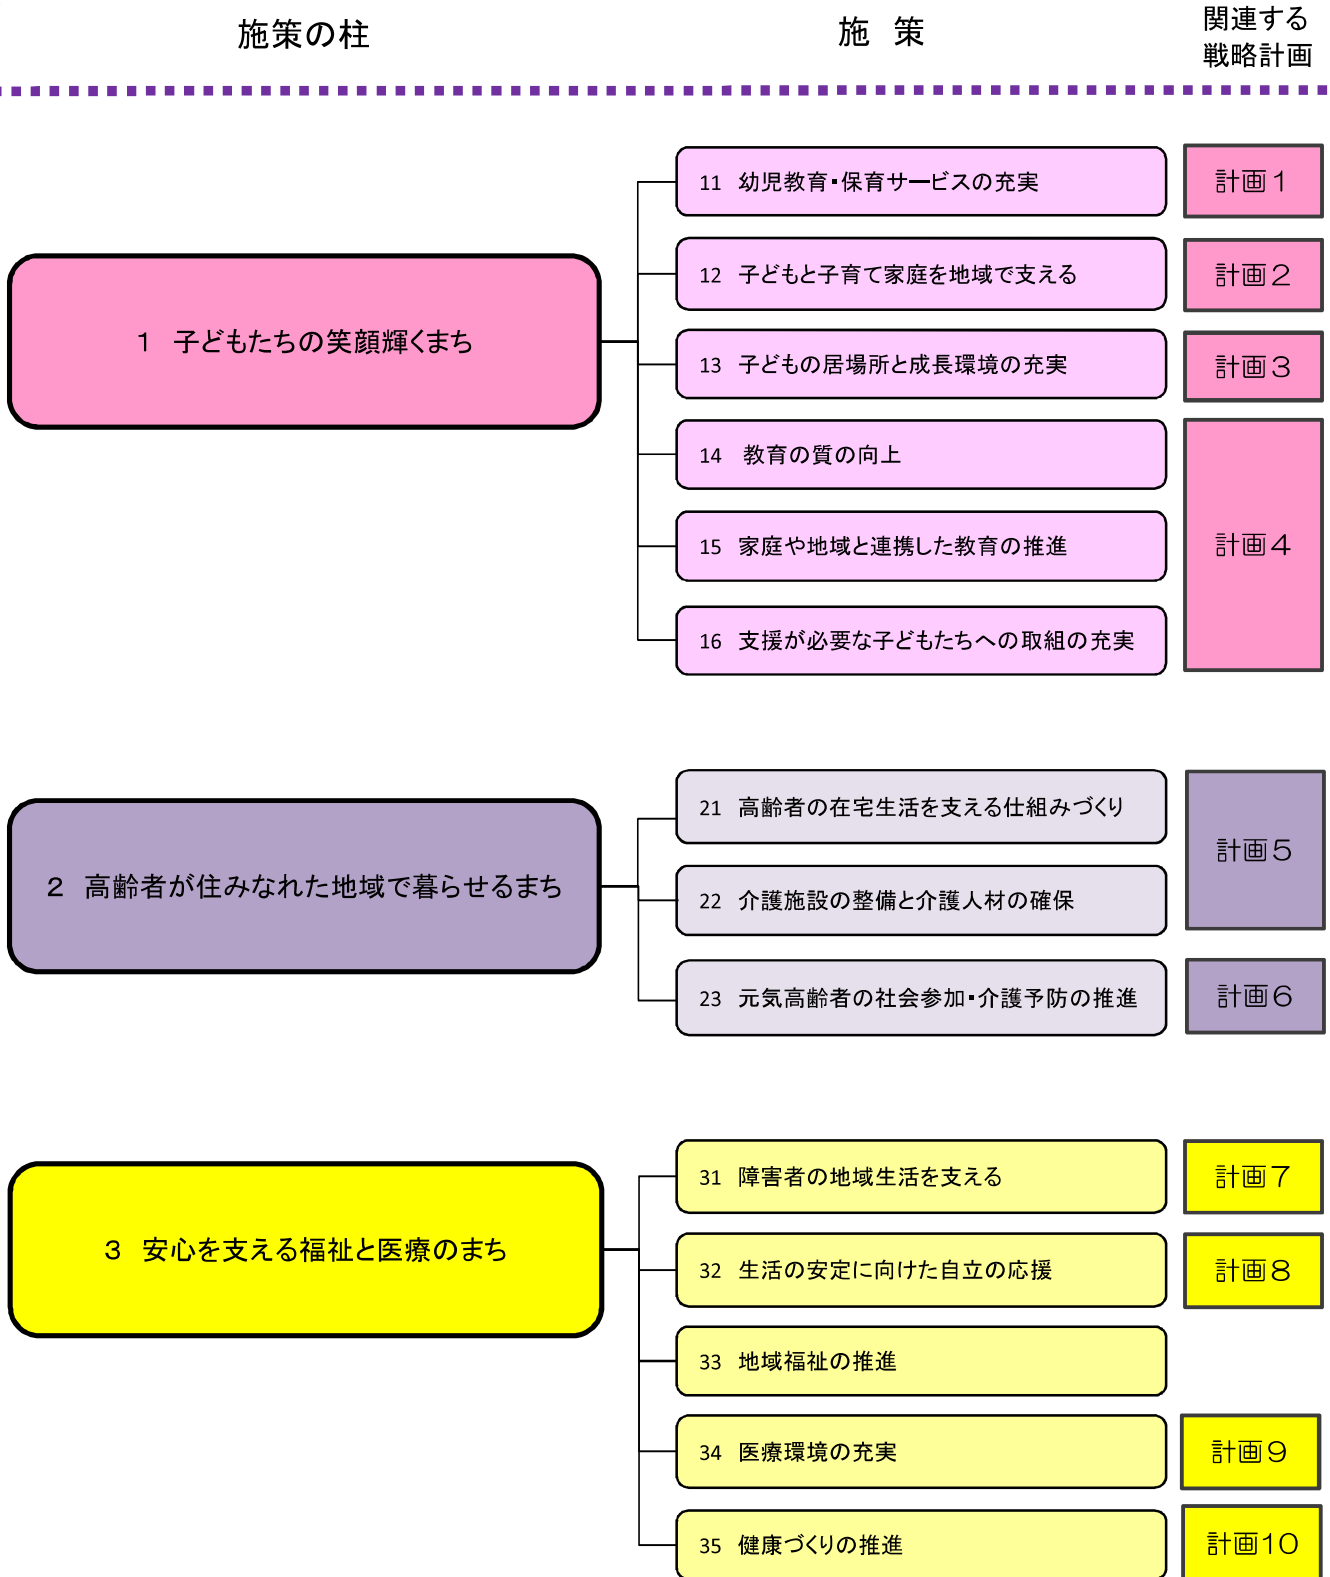 施策の柱
施　策
関連する
戦略計画
1　子どもたちの笑顔輝くまち
11　幼児教育・保育サービスの充実
計画1
12　子どもと子育て家庭を地域で支える
計画2
13　子どもの居場所と成長環境の充実
計画3
14　教育の質の向上
15　家庭や地域と連携した教育の推進
16　支援が必要な子どもたちへの取組の充実
計画4
2　高齢者が住みなれた地域で暮らせるまち
21　高齢者の在宅生活を支える仕組みづくり
22　介護施設の整備と介護人材の確保
計画5
23　元気高齢者の社会参加・介護予防の推進
計画6
3　安心を支える福祉と医療のまち
31　障害者の地域生活を支える
計画7
32　生活の安定に向けた自立の応援
計画8
33　地域福祉の推進
34　医療環境の充実
計画9
35　健康づくりの推進
計画10